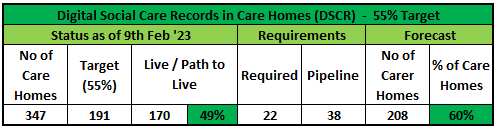 Digital Social Care Records in Care Homes (DSCR) - 55% Target
Status as of 9th Feb '23 Requirements Forecast
No of Care Homes Target (55%) Live / Path to Live Required Pipeline No of Carer Homes % of Care Homes
347 191 170 49% 22 38 208 60%